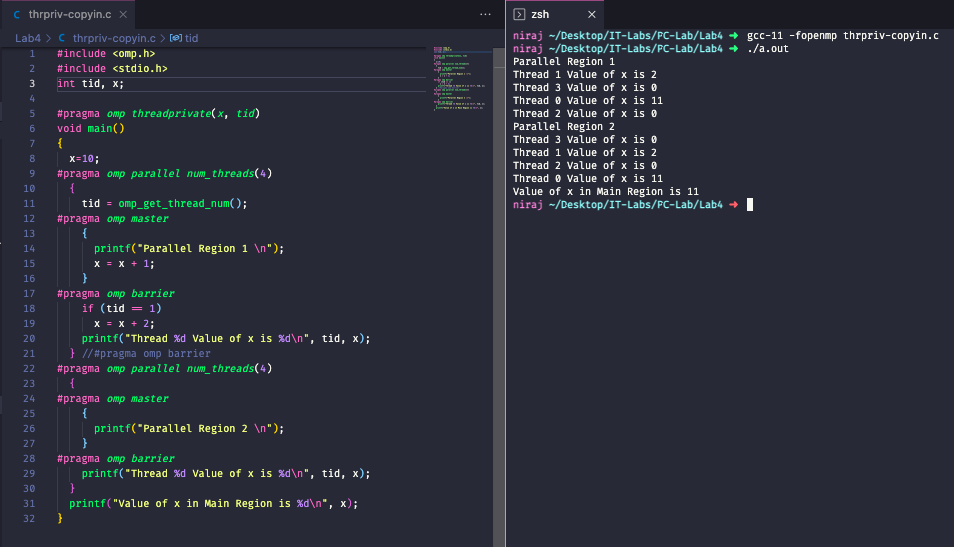 thrpriv-copyin.c
Lab4 > C thrpriv-copyin.c > tid
1 #include <omp.h>
2 #include <stdio.h>
3 int tid, x;
4
5 #pragma omp threadprivate(x, tid)
6 void main()
7 {
8 x=10;
9 #pragma omp parallel num_threads(4)
10 {
11 tid = omp_get_thread_num();
12 #pragma omp master
13 {
14 printf("Parallel Region 1 \n");
15 x = x + 1;
16 }
17 #pragma omp barrier
18 if (tid == 1)
19 x = x + 2;
20 printf("Thread %d Value of x is %d\n", tid, x);
21 } //#pragma omp barrier
22 #pragma omp parallel num_threads(4)
23 {
24 #pragma omp master
25 {
26 printf("Parallel Region 2 \n");
27 }
28 #pragma omp barrier
29 printf("Thread %d Value of x is %d\n", tid, x);
30 }
31 printf("Value of x in Main Region is %d\n", x);
32 }
zsh
niraj ~/Desktop/IT-Labs/PC-Lab/Lab4 ➜ gcc-11 -fopenmp thrpriv-copyin.c
niraj ~/Desktop/IT-Labs/PC-Lab/Lab4 ➜ ./a.out
Parallel Region 1
Thread 1 Value of x is 2
Thread 3 Value of x is 0
Thread 0 Value of x is 11
Thread 2 Value of x is 0
Parallel Region 2
Thread 3 Value of x is 0
Thread 1 Value of x is 2
Thread 2 Value of x is 0
Thread 0 Value of x is 11
Value of x in Main Region is 11
niraj ~/Desktop/IT-Labs/PC-Lab/Lab4 ➜